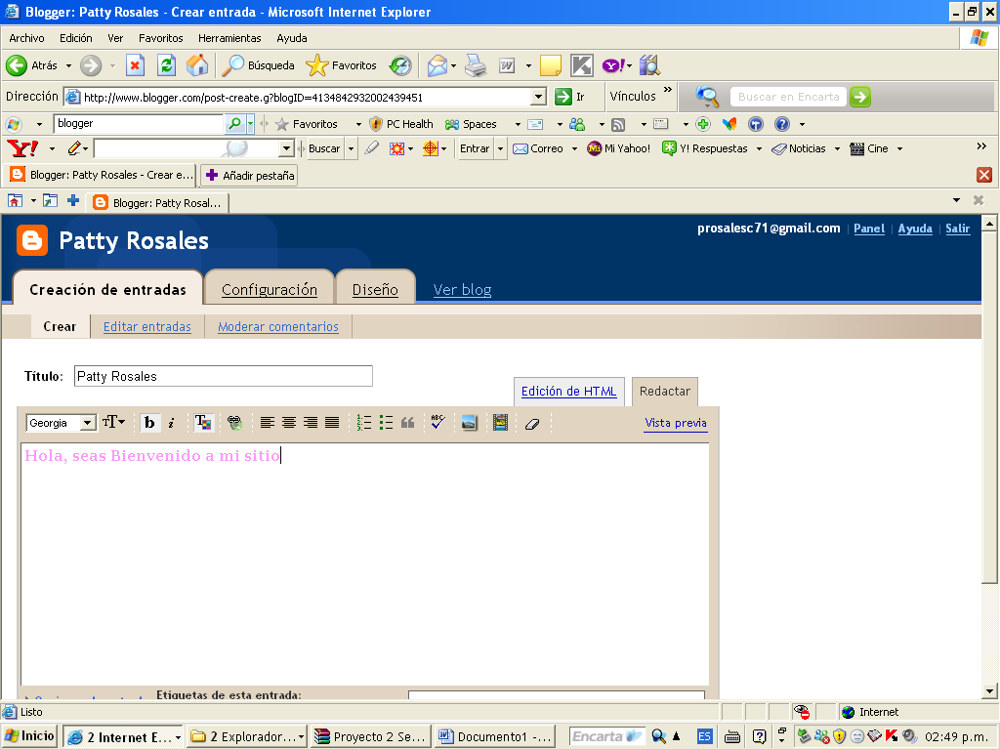 Blogger: Patty Rosales - Crear entrada - Microsoft Internet Explorer
Archivo Edición Ver Favoritos Herramientas Ayuda
Atrás Búsqueda Favoritos
Dirección http://www.blogger.com/post-create.g?blogID=4134842932002439451 Ir Vínculos » Buscar en Encarta
blogger Favoritos PC Health Spaces
Y! Buscar Entrar Correo Mi Yahoo! Y! Respuestas Noticias Cine »
Blogger: Patty Rosales - Crear e... Añadir pestaña
Blogger: Patty Rosal...
Patty Rosales prosalesc71@gmail.com | Panel | Ayuda | Salir
Creación de entradas Configuración Diseño Ver blog
Crear Editar entradas Moderar comentarios
Título: Patty Rosales
Edición de HTML Redactar
Georgia b i ABC Vista previa
Hola, seas Bienvenido a mi sitio
Etiquetas de esta entrada:
Listo Internet
Inicio 2 Internet E... 2 Explorador... Proyecto 2 Se... Documento1 - ... Encarta ES 02:49 p.m.